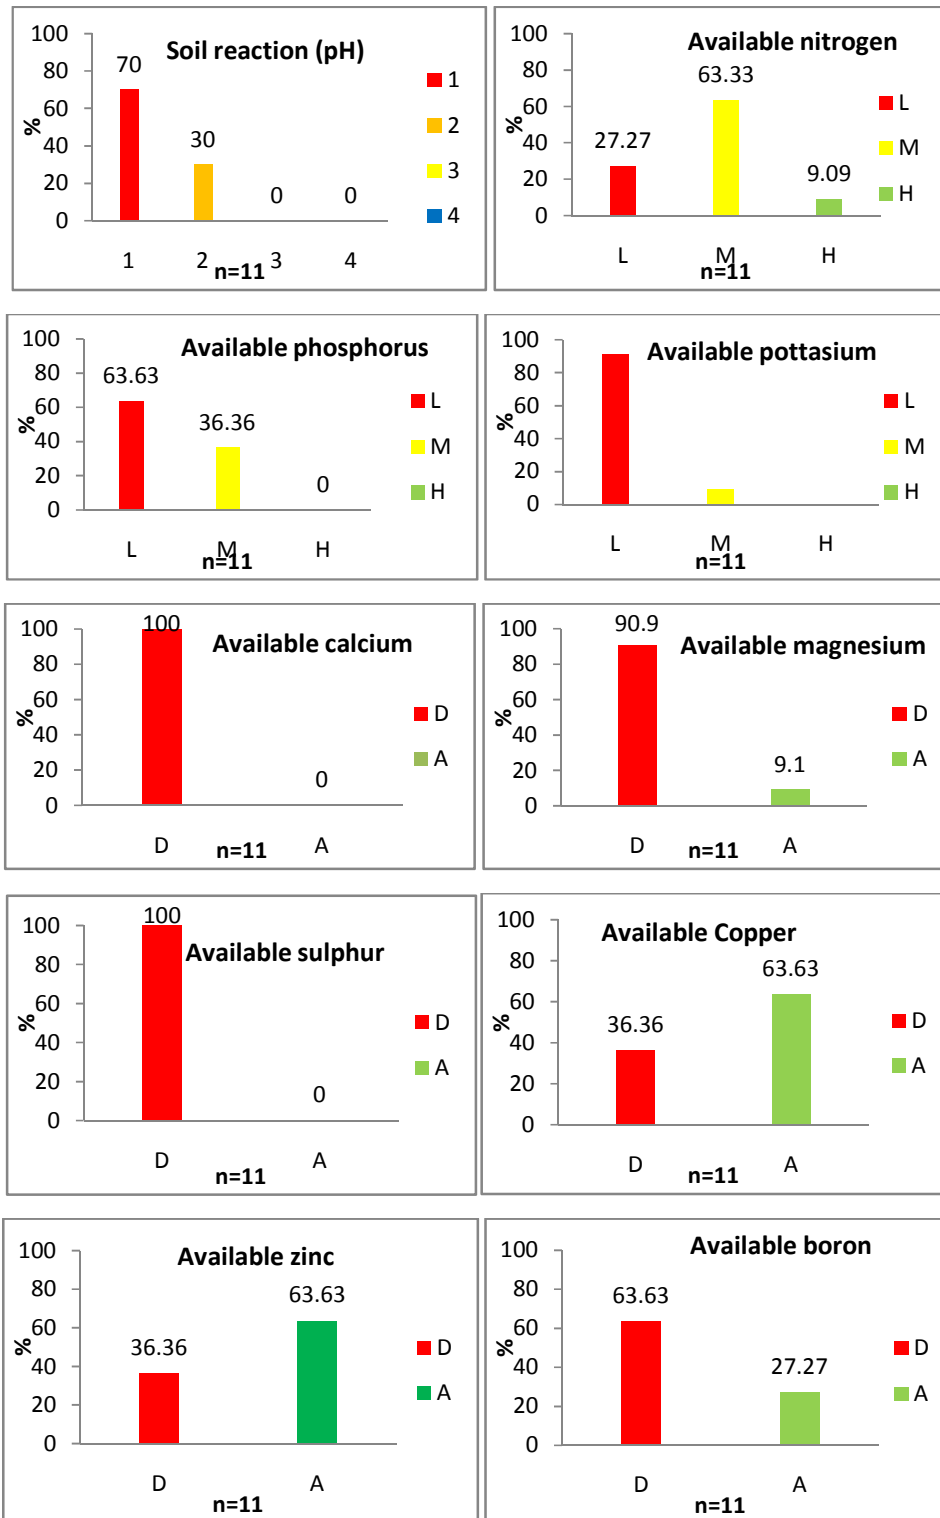 Soil reaction (pH)
100
80
60
40
20
0
%
70
30
0
0
1
2
3
4
n=11
1
2
3
4
Available nitrogen
100
80
60
40
20
0
%
27.27
63.33
9.09
L
M
H
n=11
L
M
H
Available phosphorus
100
80
60
40
20
0
%
63.63
36.36
0
L
M
H
n=11
L
M
H
Available pottasium
100
80
60
40
20
0
%
L
M
H
n=11
L
M
H
Available calcium
100
80
60
40
20
0
%
100
0
D
A
n=11
D
A
Available magnesium
100
80
60
40
20
0
%
90.9
9.1
D
A
n=11
D
A
Available sulphur
100
80
60
40
20
0
%
100
0
D
A
n=11
D
A
Available Copper
100
80
60
40
20
0
%
36.36
63.63
D
A
n=11
D
A
Available zinc
100
80
60
40
20
0
%
36.36
63.63
D
A
n=11
D
A
Available boron
100
80
60
40
20
0
%
63.63
27.27
D
A
n=11
D
A